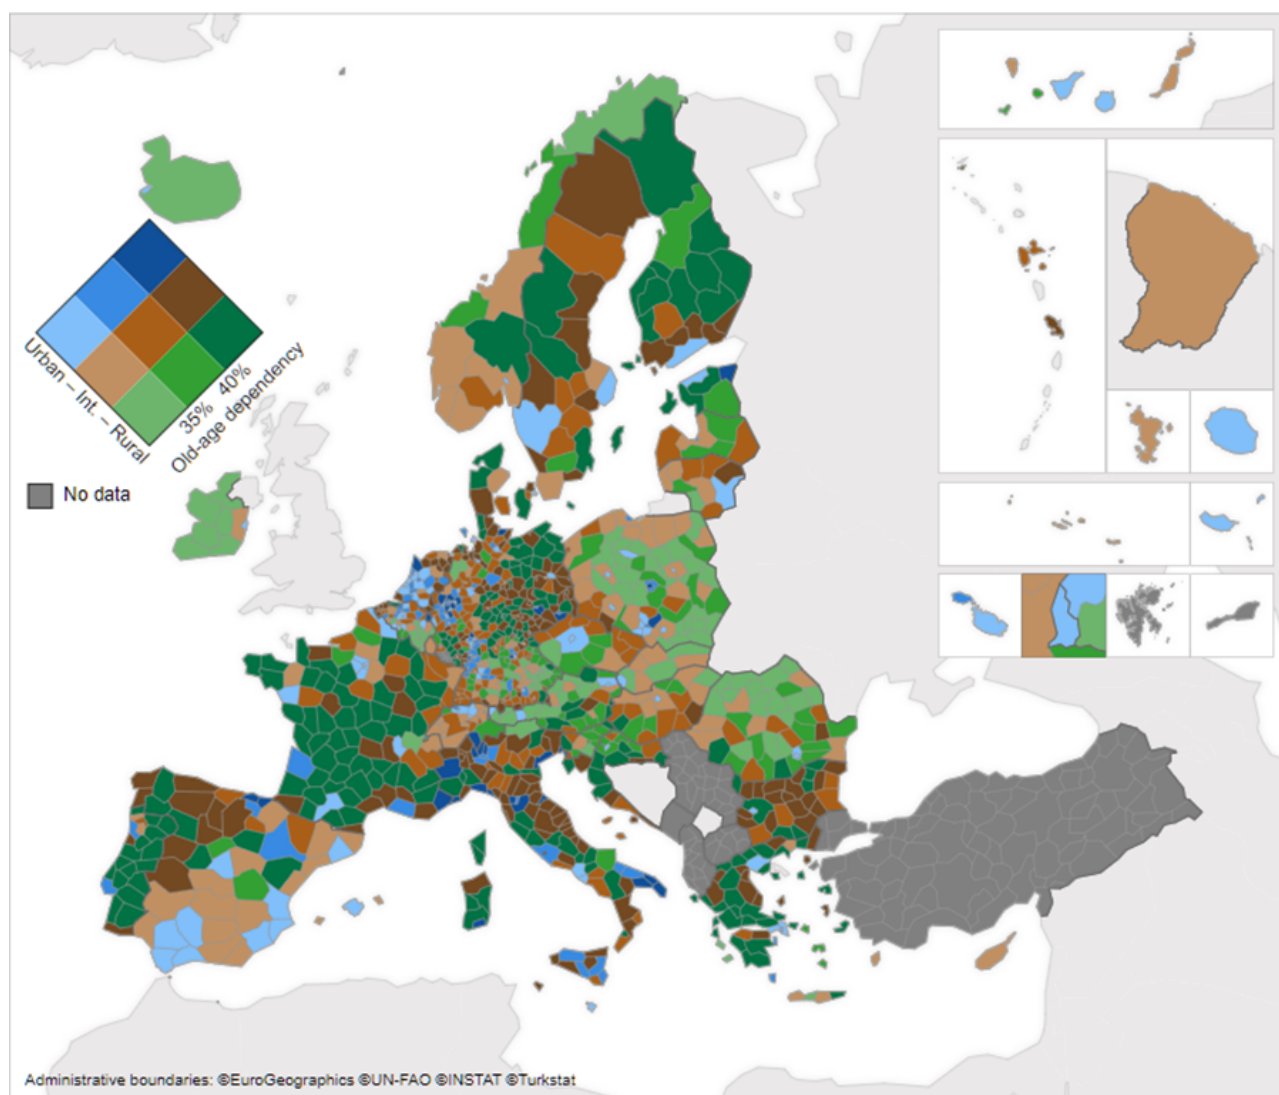 Urban – Int. – Rural
35%
40%
Old-age dependency
No data
Administrative boundaries: ©EuroGeographics ©UN-FAO ©INSTAT ©Turkstat